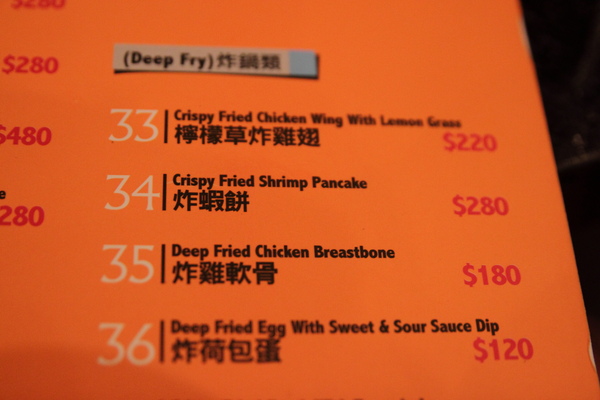 $280
$280
$480
e
280
(Deep Fry)炸鍋類
33 Crispy Fried Chicken Wing With Lemon Grass
檸檬草炸雞翅 $220
34 Crispy Fried Shrimp Pancake
炸蝦餅 $280
35 Deep Fried Chicken Breastbone
炸雞軟骨 $180
36 Deep Fried Egg With Sweet & Sour Sauce Dip
炸荷包蛋 $120